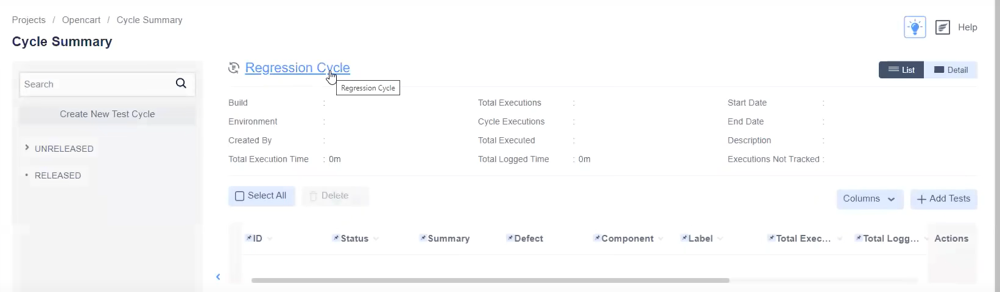 Projects / Opencart / Cycle Summary
Help
Cycle Summary
Search
Create New Test Cycle
UNRELEASED
RELEASED
Regression Cycle
Regression Cycle
List
Detail
Build :
Total Executions :
Start Date :
Environment :
Cycle Executions :
End Date :
Created By :
Total Executed :
Description :
Total Execution Time : 0m
Total Logged Time : 0m
Executions Not Tracked :
Select All
Delete
Columns
Add Tests
ID Status Summary Defect Component Label Total Exec... Total Logg... Actions